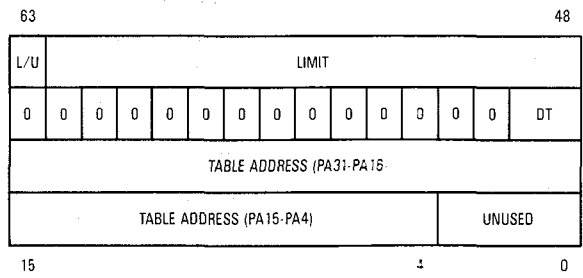 63 48
L/U LIMIT
0 0 0 0 0 0 0 0 0 0 0 0 0 0 DT
TABLE ADDRESS (PA31-PA16-
TABLE ADDRESS (PA15-PA4) UNUSED
15 4 0